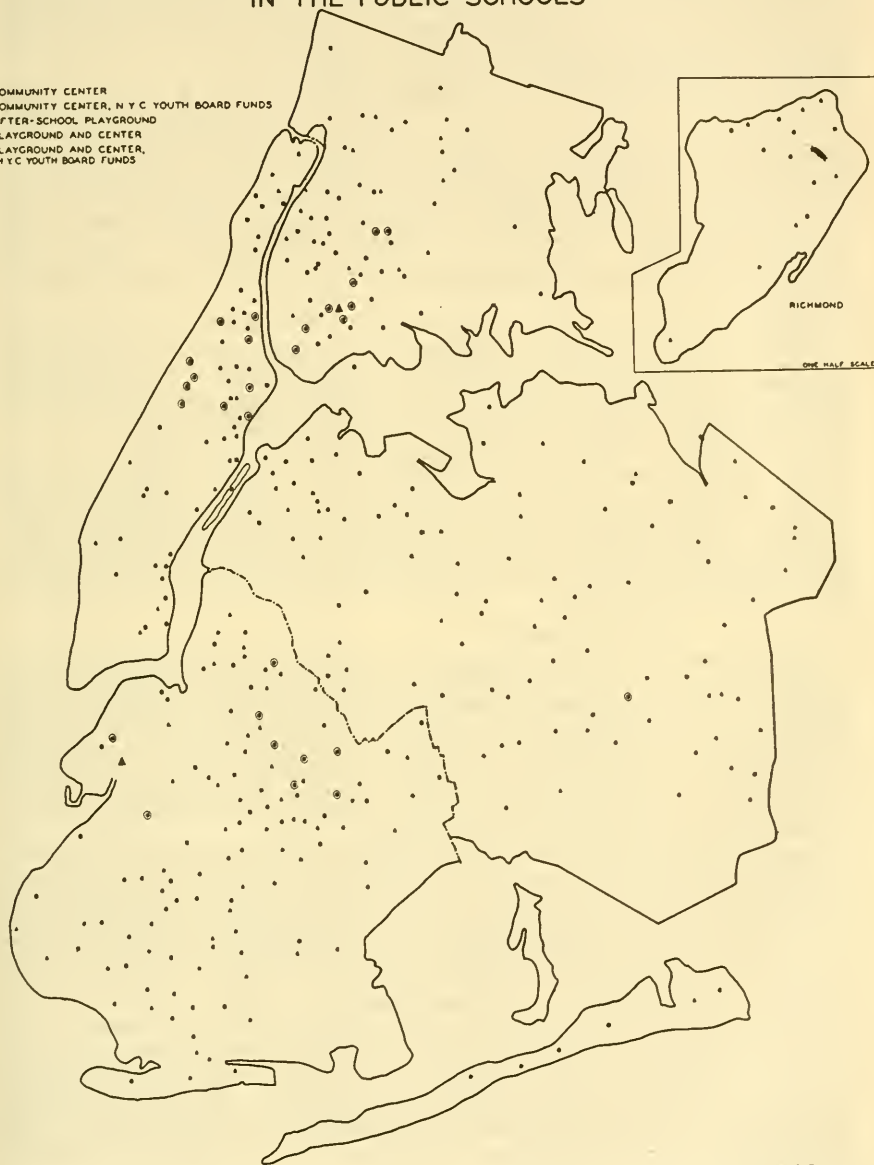 IN THE PUBLIC SCHOOLS
OMMUNITY CENTER
OMMUNITY CENTER, N Y C YOUTH BOARD FUNDS
FTER-SCHOOL PLAYGROUND
LAYGROUND AND CENTER
LAYGROUND AND CENTER,
N Y C YOUTH BOARD FUNDS
RICHMOND
ONE HALF SCALE